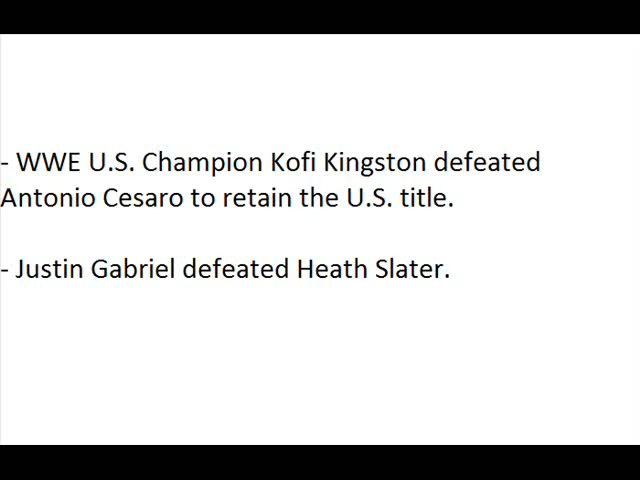 - WWE U.S. Champion Kofi Kingston defeated
Antonio Cesaro to retain the U.S. title.
- Justin Gabriel defeated Heath Slater.